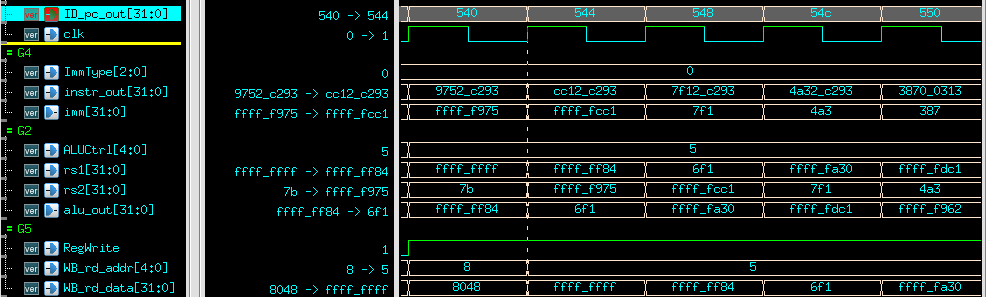 ver ID_pc_out[31:0] 540 -> 544 540 544 548 54c 550
ver clk 0 -> 1
= G4
ver ImmType[2:0] 0 0
ver instr_out[31:0] 9752_c293 -> cc12_c293 9752_c293 cc12_c293 7f12_c293 4a32_c293 3870_0313
ver imm[31:0] ffff_f975 -> ffff_fcc1 ffff_f975 ffff_fcc1 7f1 4a3 387
= G2
ver ALUCtrl[4:0] 5 5
ver rs1[31:0] ffff_ffff -> ffff_ff84 ffff_ffff ffff_ff84 6f1 ffff_fa30 ffff_fdc1
ver rs2[31:0] 7b -> ffff_f975 7b ffff_f975 ffff_fcc1 7f1 4a3
ver alu_out[31:0] ffff_ff84 -> 6f1 ffff_ff84 6f1 ffff_fa30 ffff_fdc1 ffff_f962
= G5
ver RegWrite 1
ver WB_rd_addr[4:0] 8 -> 5 8 5
ver WB_rd_data[31:0] 8048 -> ffff_ffff 8048 ffff_ffff ffff_ff84 6f1 ffff_fa30